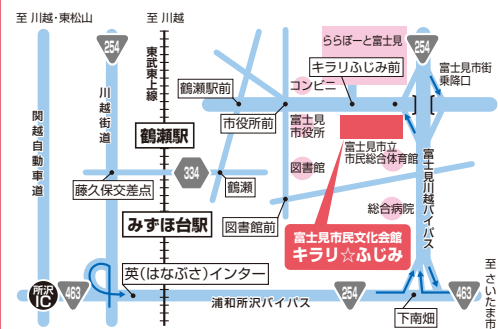 至 川越・東松山
至 川越
254
東武東上線
ららぽーと富士見
254
コンビニ
キラリふじみ前
富士見市街
乗降口
鶴瀬駅前
川越街道
関越自動車道
市役所前
富士見
市役所
鶴瀬駅
富士見市立
市民総合体育館
富士見川越バイパス
334
図書館
藤久保交差点
鶴瀬
総合病院
みずほ台駅
図書館前
富士見市民文化会館
キラリ☆ふじみ
英(はなぶさ)インター
所沢
IC
463
浦和所沢バイパス
254
463
至 さいたま市
下南畑